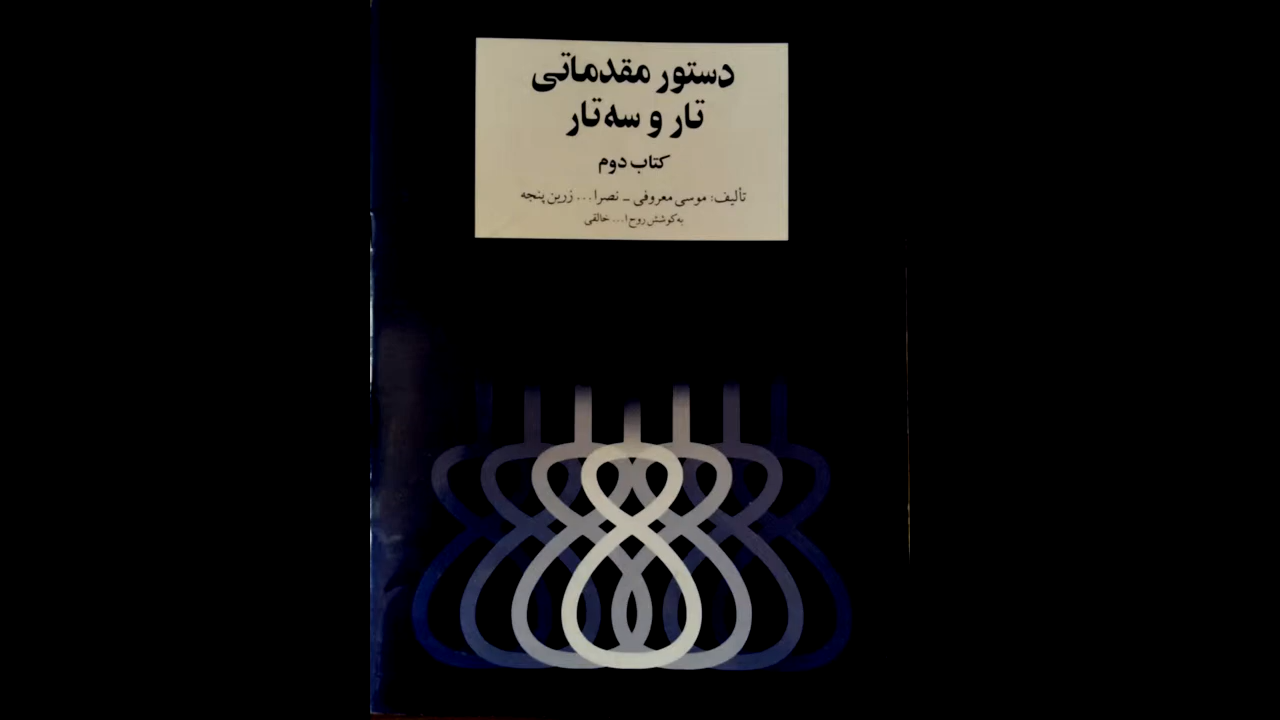 دستور مقدماتی
تار و سه‌تار
کتاب دوم
تألیف: موسی معروفی ـ نصرا... زرین پنجه
به‌کوشش روح ا... خالقی